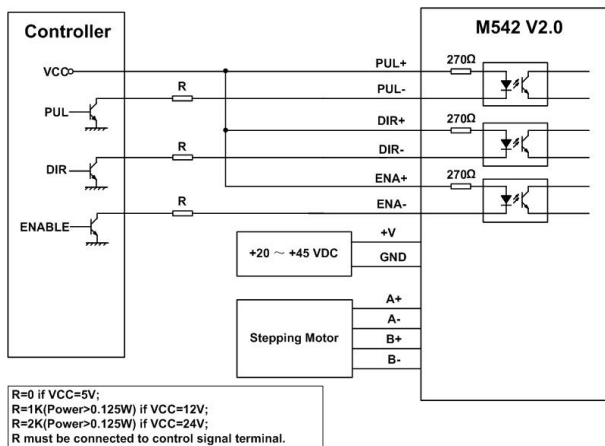 Controller
M542 V2.0
VCC
PUL+
270Ω
R
PUL-
PUL
DIR+
270Ω
R
DIR-
DIR
ENA+
270Ω
R
ENA-
ENABLE
+20 ~ +45 VDC
+V
GND
Stepping Motor
A+
A-
B+
B-
R=0 if VCC=5V;
R=1K(Power>0.125W) if VCC=12V;
R=2K(Power>0.125W) if VCC=24V;
R must be connected to control signal terminal.